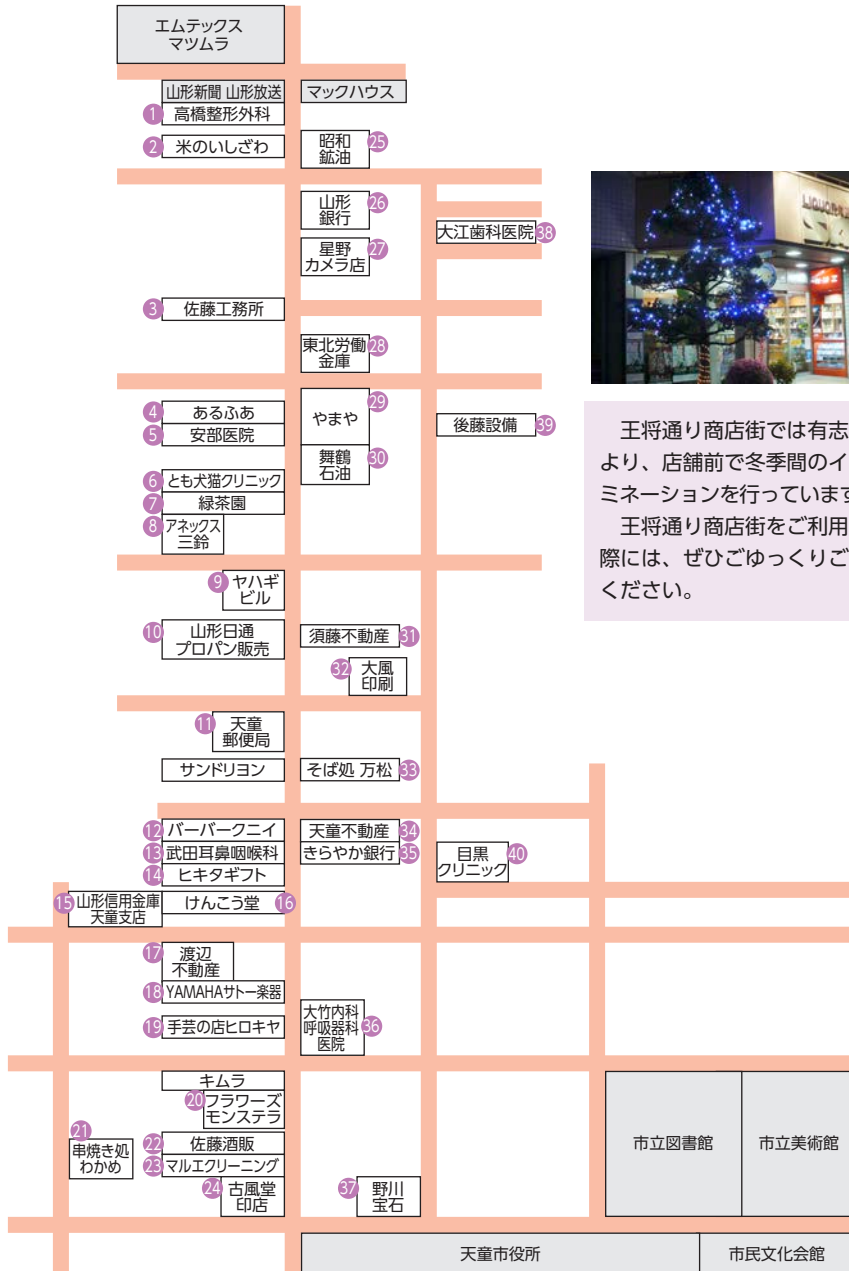 エムテックス
マツムラ
山形新聞 山形放送
マックハウス
1 高橋整形外科
2 米のいしざわ
昭和
鉱油 25
山形
銀行 26
星野
カメラ店 27
大江歯科医院 38
3 佐藤工務所
東北労働
金庫 28
4 あるふあ
5 安部医院
やまや 29
舞鶴
石油 30
後藤設備 39
6 とも犬猫クリニック
7 緑茶園
8 アネックス
三鈴
9 ヤハギ
ビル
10 山形日通
プロパン販売
須藤不動産 31
32 大風
印刷
11 天童
郵便局
サンドリヨン
そば処 万松 33
12 バーバークニイ
13 武田耳鼻咽喉科
14 ヒキタギフト
天童不動産 34
きらやか銀行 35
目黒
クリニック 40
15 山形信用金庫
天童支店
けんこう堂 16
17 渡辺
不動産
18 YAMAHAサトー楽器
19 手芸の店ヒロキヤ
大竹内科
呼吸器科
医院 36
キムラ
20 フラワーズ
モンステラ
21
串焼き処
わかめ
22 佐藤酒販
23 マルエクリーニング
24 古風堂
印店
37 野川
宝石
市立図書館
市立美術館
天童市役所
市民文化会館
LIQUOR
王将通り商店街では有志
より、店舗前で冬季間のイ
ミネーションを行っています
王将通り商店街をご利用
際には、ぜひごゆっくりご
ください。